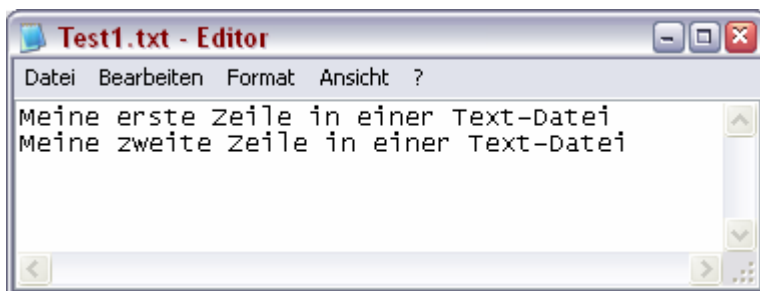 Test1.txt - Editor
Datei Bearbeiten Format Ansicht ?
Meine erste Zeile in einer Text-Datei
Meine zweite Zeile in einer Text-Datei